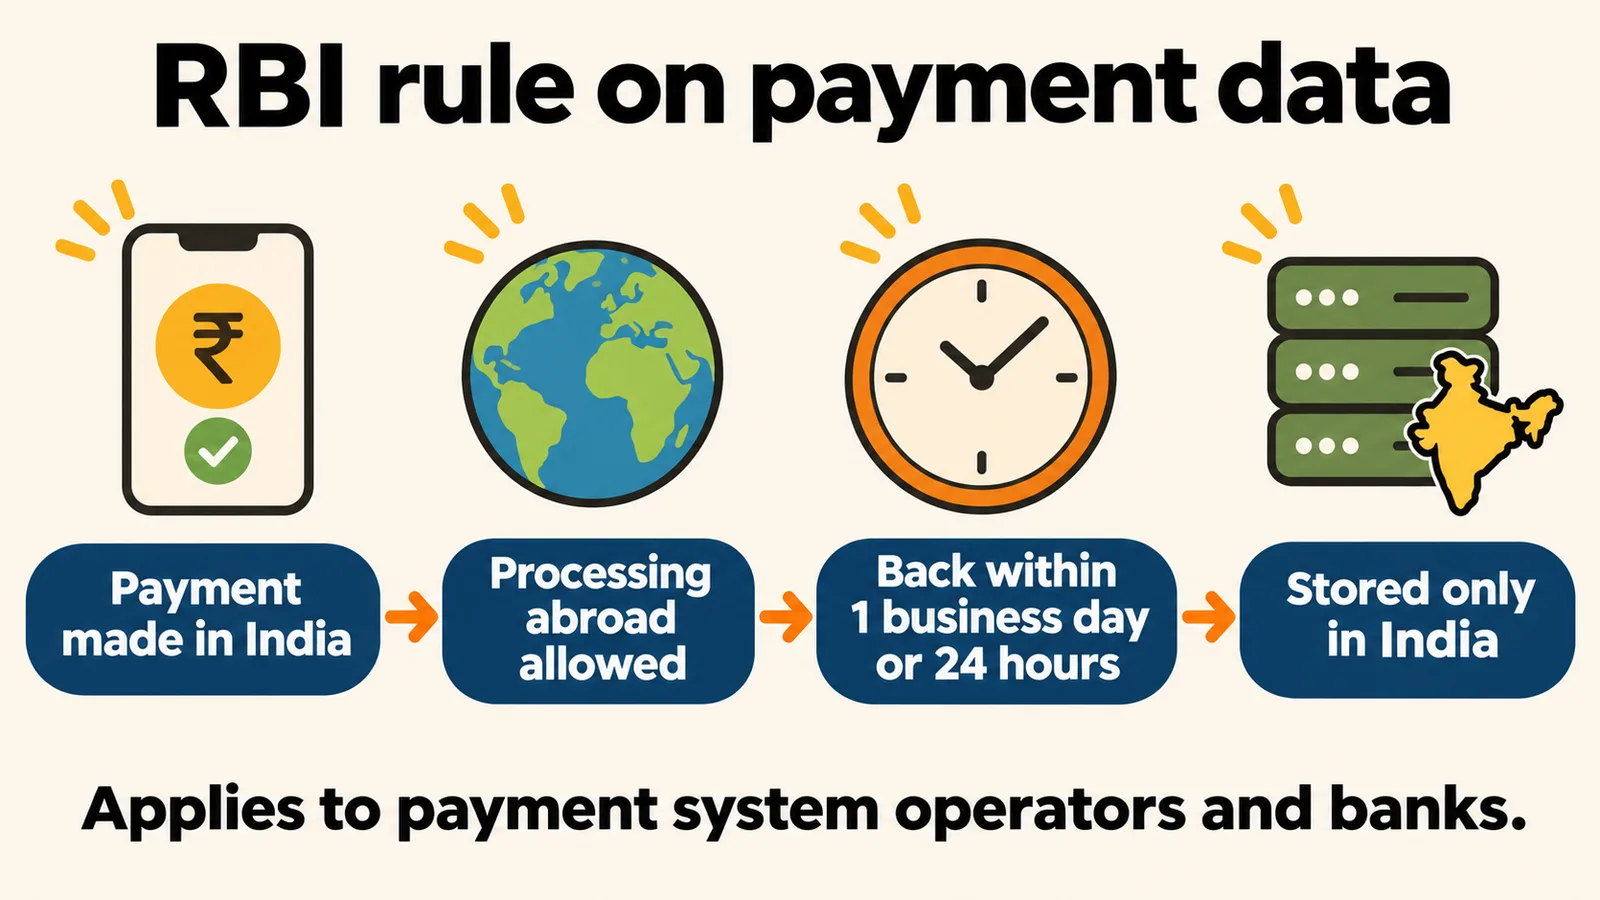 RBI rule on payment data
₹
Payment
made in India
Processing
abroad
allowed
Back within
1 business day
or 24 hours
Stored only
in India
Applies to payment system operators and banks.